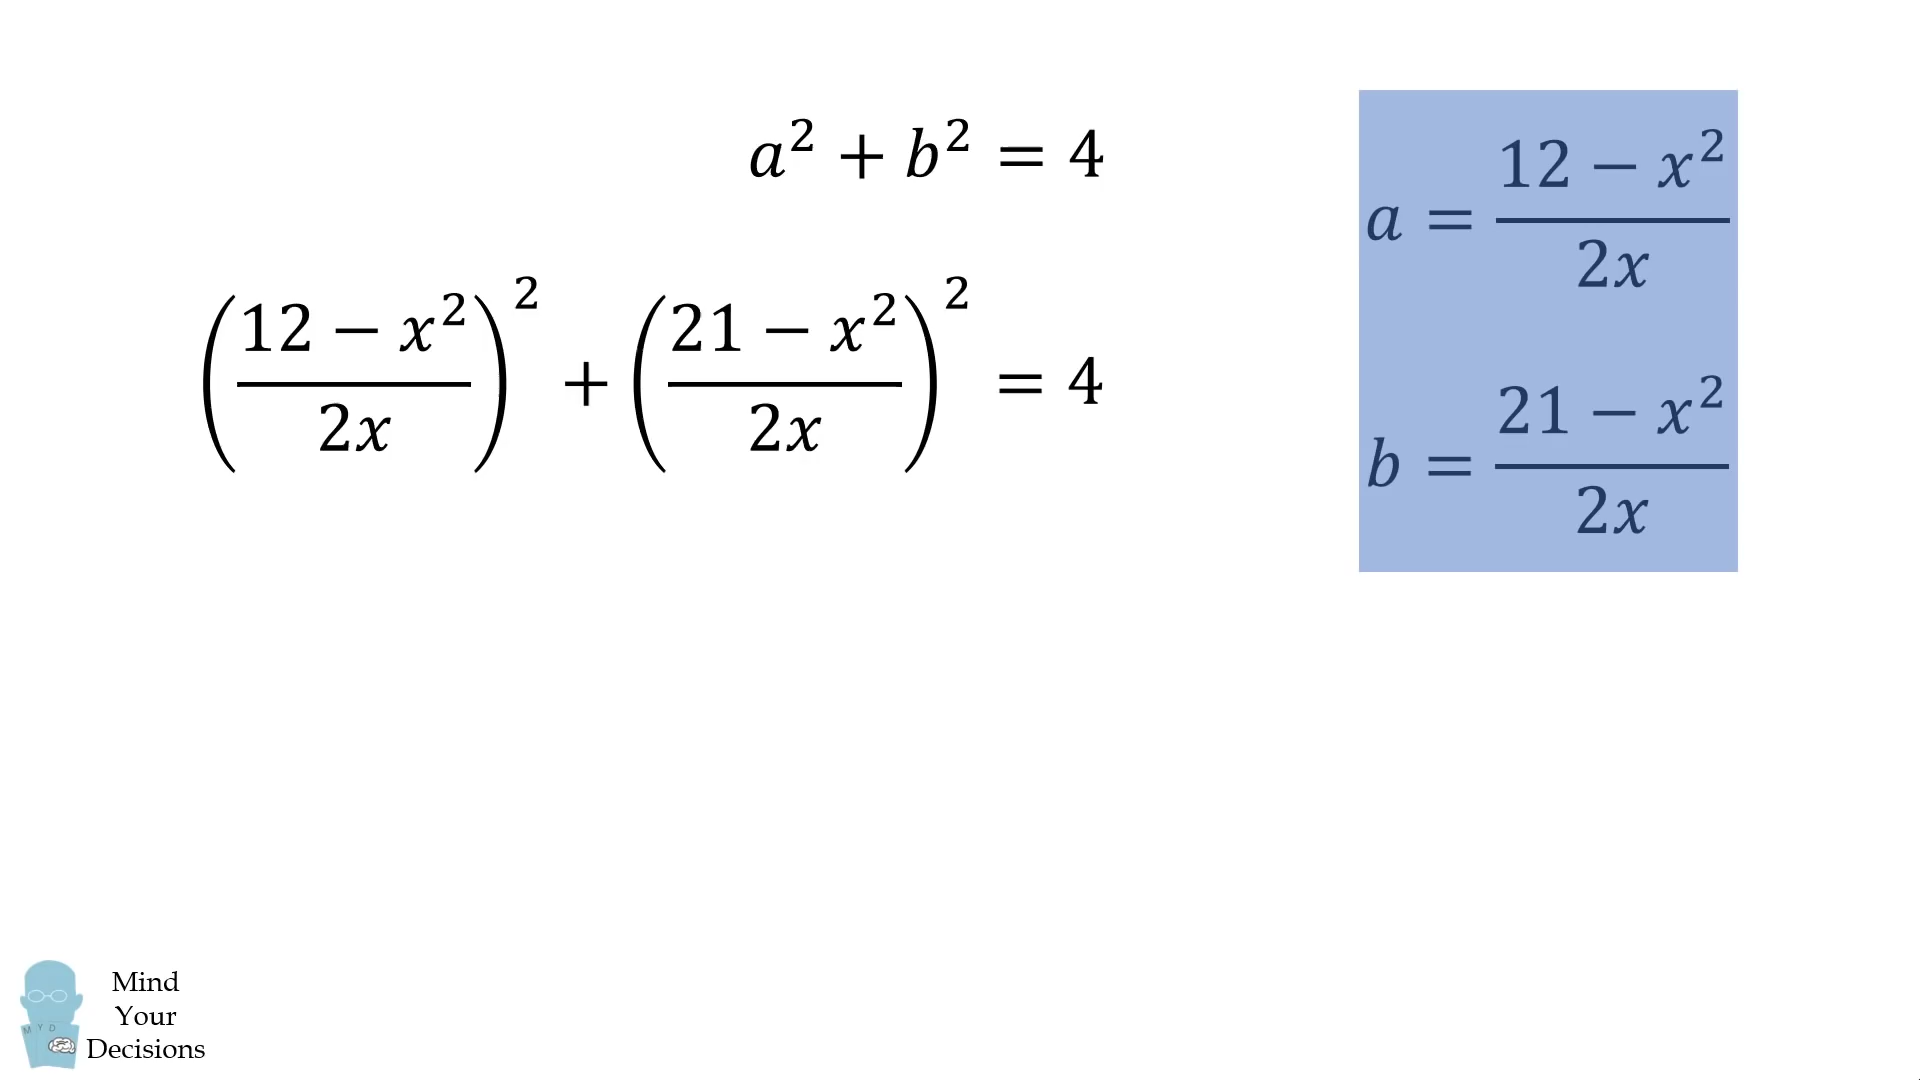 a² + b² = 4
((12 − x²)/(2x))² + ((21 − x²)/(2x))² = 4
a = (12 − x²)/(2x)
b = (21 − x²)/(2x)
M Y D
Mind
Your
Decisions